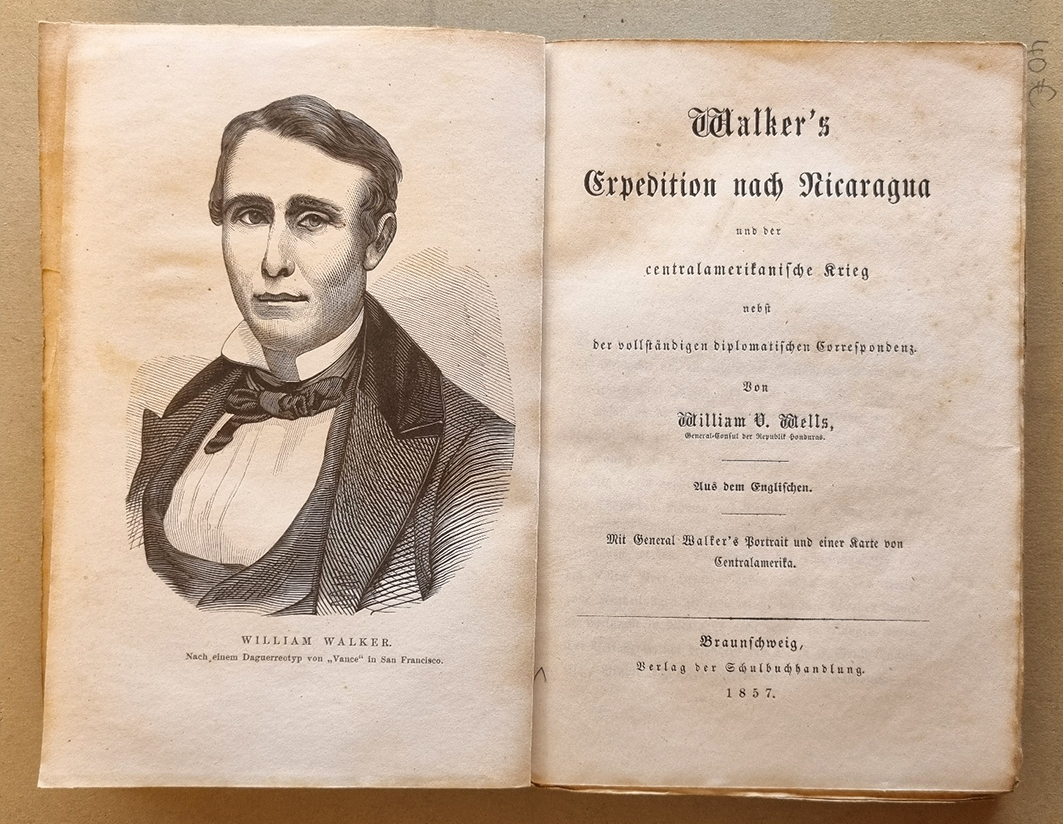 WILLIAM WALKER.
Nach einem Daguerreotyp von „Vance“ in San Francisco.
Walker's
Expedition nach Nicaragua
und der
centralamerikanische Krieg
nebst
der vollständigen diplomatischen Correspondenz.
Von
William V. Wells,
General-Consul der Republik Honduras.
Aus dem Englischen.
Mit General Walker's Portrait und einer Karte von
Centralamerika.
Braunschweig,
Verlag der Schulbuchhandlung.
1857.